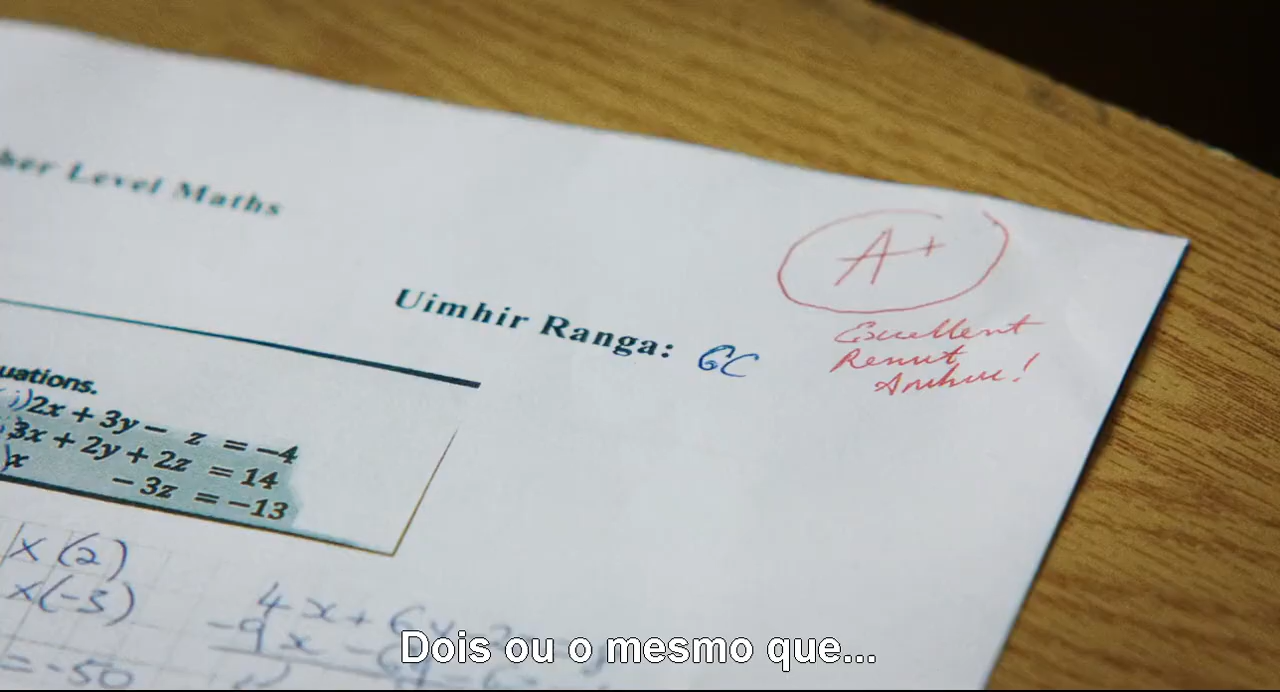 her Level Maths
A+
Uimhir Ranga: 6C
Excellent
Result
Arthur!
uations.
i) 2x + 3y - z = -4
3x + 2y + 2z = 14
)x - 3z = -13
x (2)
x (-3)
4x + 6y
-9x
= -50
Dois ou o mesmo que...